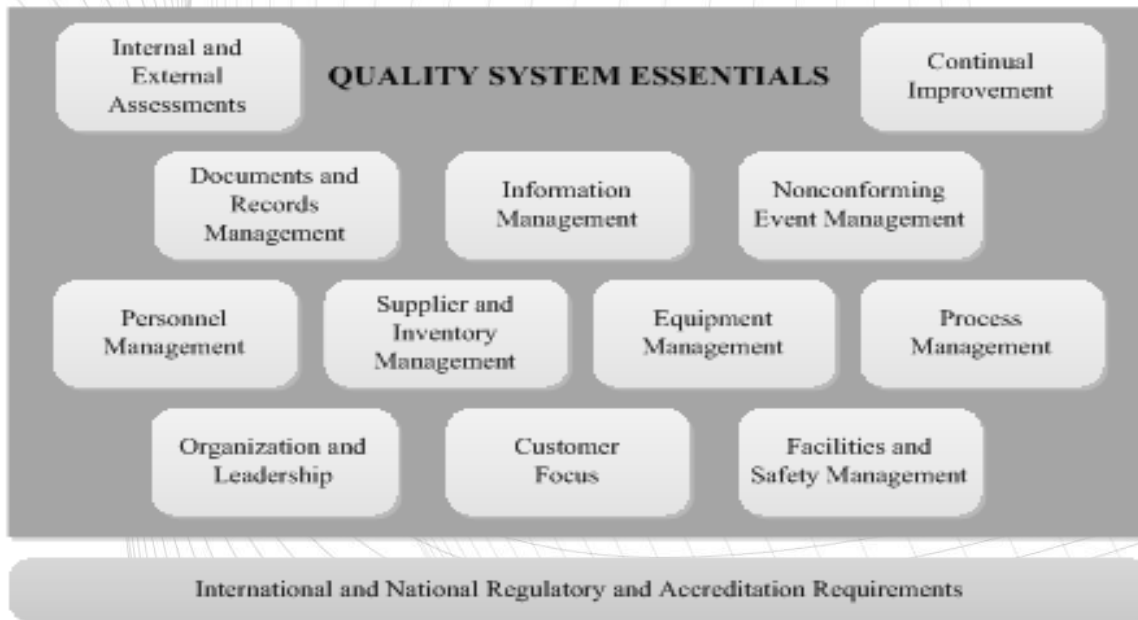 Internal and
External
Assessments
QUALITY SYSTEM ESSENTIALS
Continual
Improvement
Documents and
Records
Management
Information
Management
Nonconforming
Event Management
Personnel
Management
Supplier and
Inventory
Management
Equipment
Management
Process
Management
Organization and
Leadership
Customer
Focus
Facilities and
Safety Management
International and National Regulatory and Accreditation Requirements